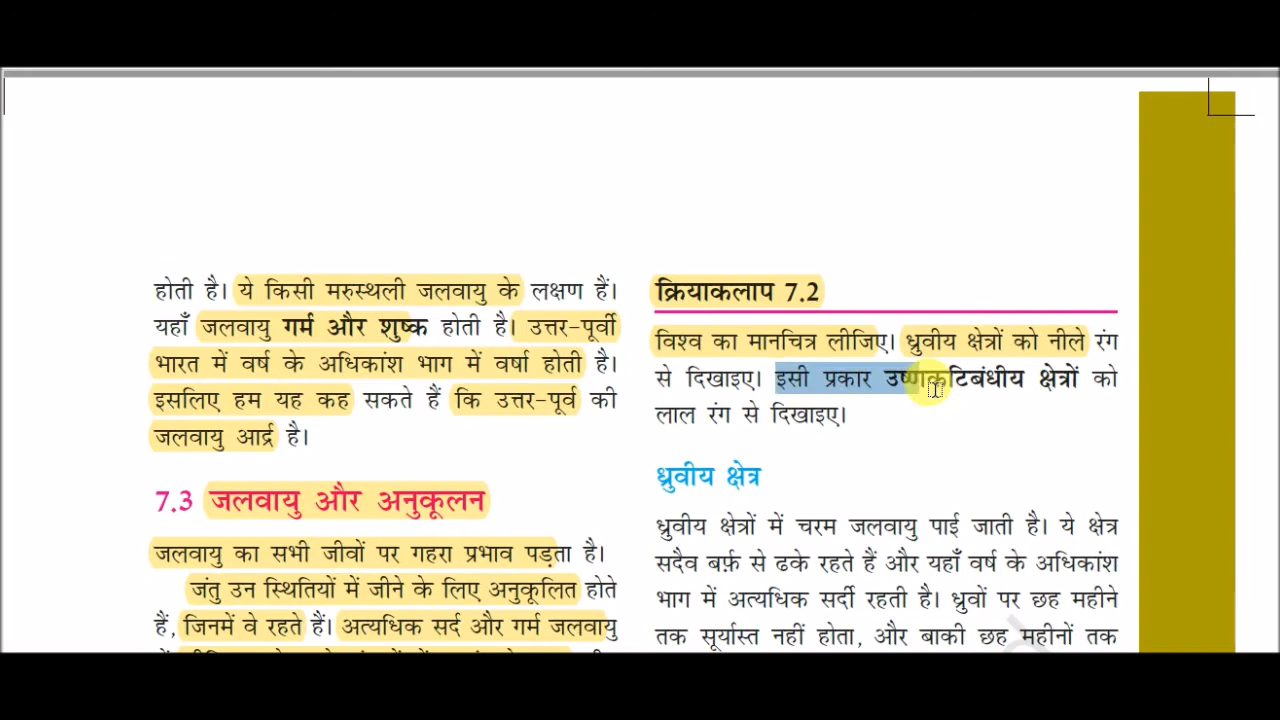 होती है। ये किसी मरुस्थली जलवायु के लक्षण हैं।
यहाँ जलवायु गर्म और शुष्क होती है। उत्तर-पूर्वी
भारत में वर्ष के अधिकांश भाग में वर्षा होती है।
इसलिए हम यह कह सकते हैं कि उत्तर-पूर्व की
जलवायु आर्द्र है।
7.3 जलवायु और अनुकूलन
जलवायु का सभी जीवों पर गहरा प्रभाव पड़ता है।
जंतु उन स्थितियों में जीने के लिए अनुकूलित होते
हैं, जिनमें वे रहते हैं। अत्यधिक सर्द और गर्म जलवायु
क्रियाकलाप 7.2
विश्व का मानचित्र लीजिए। ध्रुवीय क्षेत्रों को नीले रंग
से दिखाइए। इसी प्रकार उष्णकटिबंधीय क्षेत्रों को
लाल रंग से दिखाइए।
ध्रुवीय क्षेत्र
ध्रुवीय क्षेत्रों में चरम जलवायु पाई जाती है। ये क्षेत्र
सदैव बर्फ़ से ढके रहते हैं और यहाँ वर्ष के अधिकांश
भाग में अत्यधिक सर्दी रहती है। ध्रुवों पर छह महीने
तक सूर्यास्त नहीं होता, और बाकी छह महीनों तक